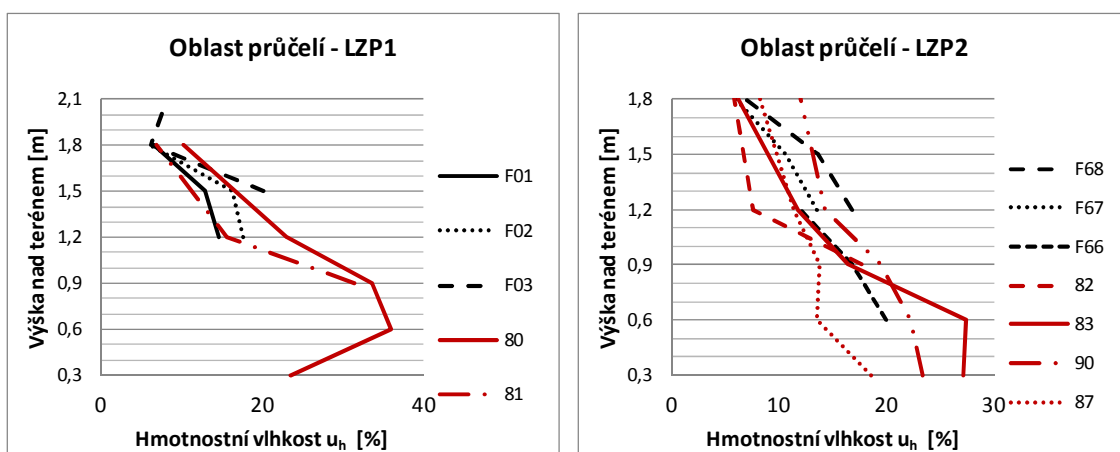 Oblast průčelí - LZP1
Výška nad terénem [m]
2,1
1,8
1,5
1,2
0,9
0,6
0,3
0
20
40
Hmotnostní vlhkost uh [%]
F01
F02
F03
80
81
Oblast průčelí - LZP2
Výška nad terénem [m]
1,8
1,5
1,2
0,9
0,6
0,3
0
10
20
30
Hmotnostní vlhkost uh [%]
F68
F67
F66
82
83
90
87